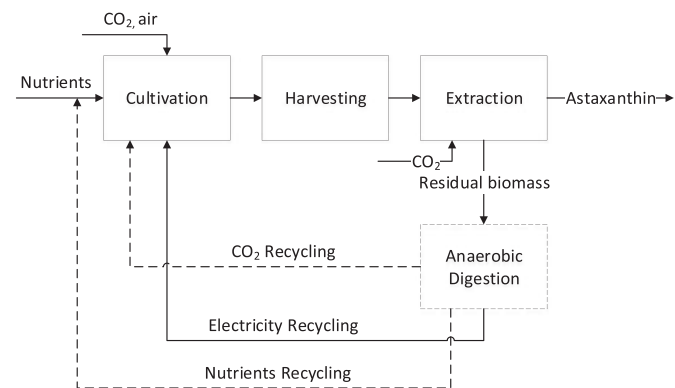 CO₂, air
Nutrients
Cultivation
Harvesting
Extraction
Astaxanthin
CO₂
Residual biomass
Anaerobic
Digestion
CO₂ Recycling
Electricity Recycling
Nutrients Recycling